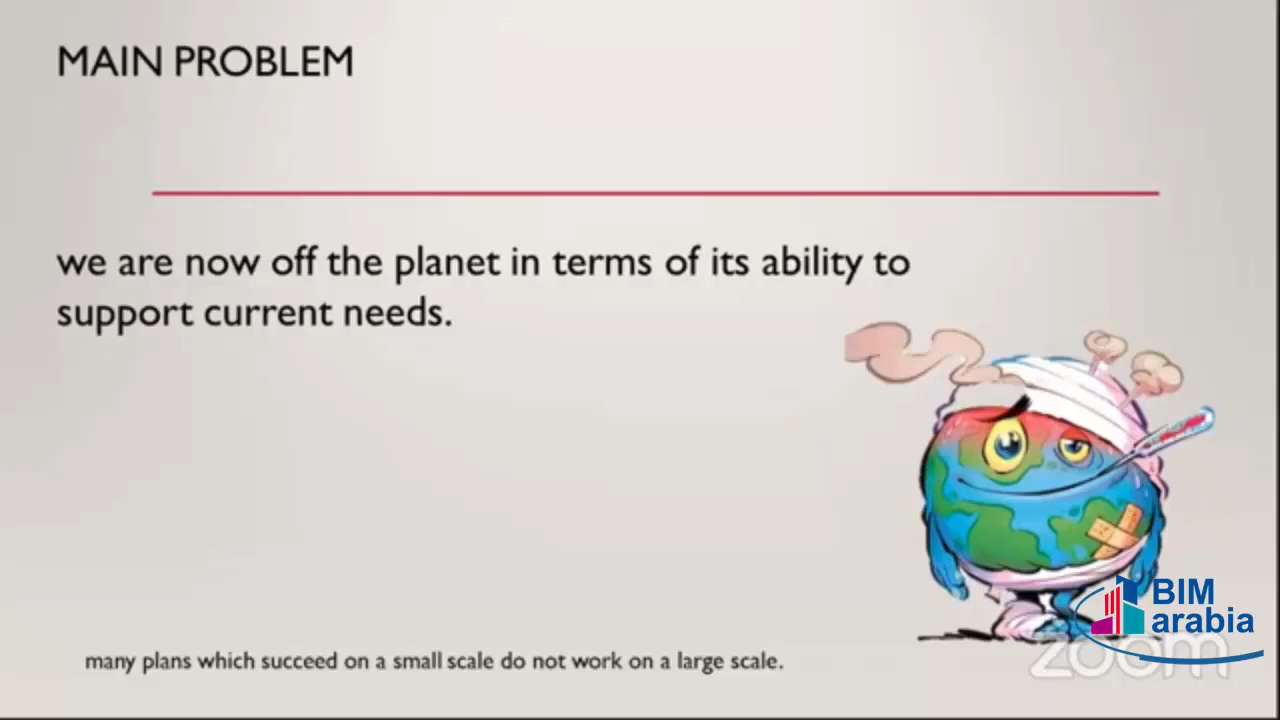 MAIN PROBLEM
we are now off the planet in terms of its ability to
support current needs.
many plans which succeed on a small scale do not work on a large scale.
BIM
arabia
zoom